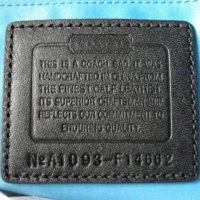 COACH
THIS IS A COACH BAG. IT WAS
HANDCRAFTED IN CHINA FROM
THE FINEST CALF LEATHER.
ITS SUPERIOR CRAFTSMANSHIP
REFLECTS OUR COMMITMENT TO
ENDURING QUALITY.
No A1093-F14662